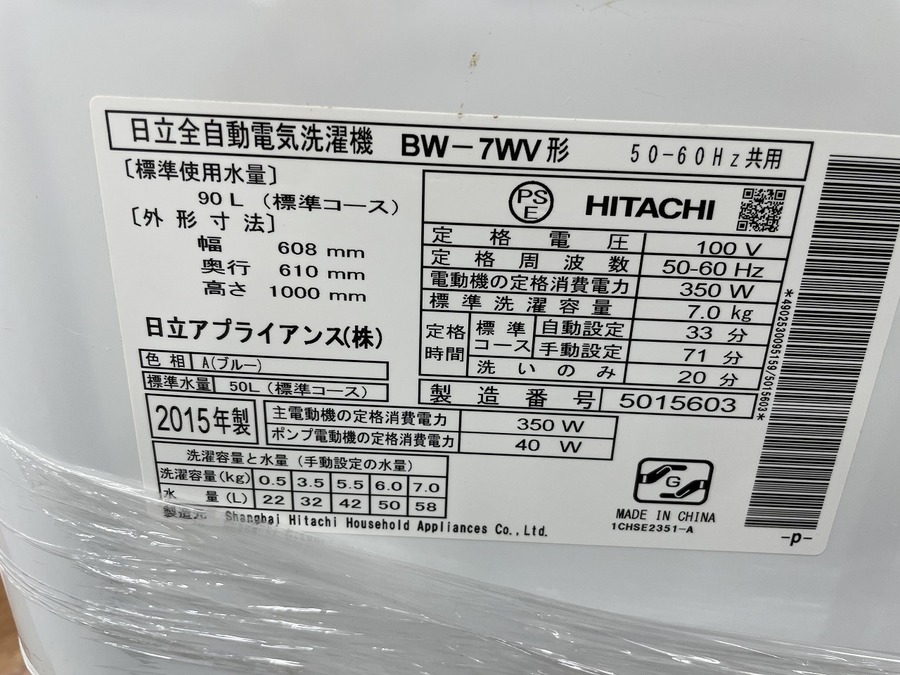 日立全自動電気洗濯機 BW-7WV形 50-60Hz共用
[標準使用水量]
90 L (標準コース)
[外形寸法]
幅 608 mm
奥行 610 mm
高さ 1000 mm
日立アプライアンス(株)
色相 A(ブルー)
標準水量 50L (標準コース)
2015年製
PS
E
HITACHI
定格電圧 100 V
定格周波数 50-60 Hz
電動機の定格消費電力 350 W
標準洗濯容量 7.0 kg
定格時間 標準コース 自動設定 33 分
手動設定 71 分
洗いのみ 20 分
製造番号 5015603
主電動機の定格消費電力 350 W
ポンプ電動機の定格消費電力 40 W
洗濯容量と水量 (手動設定の水量)
洗濯容量(kg) 0.5 3.5 5.5 6.0 7.0
水量(L) 22 32 42 50 58
製造元 Shanghai Hitachi Household Appliances Co., Ltd.
G
MADE IN CHINA
1CHSE2351-A
*4902530095159/5015603*
-p-